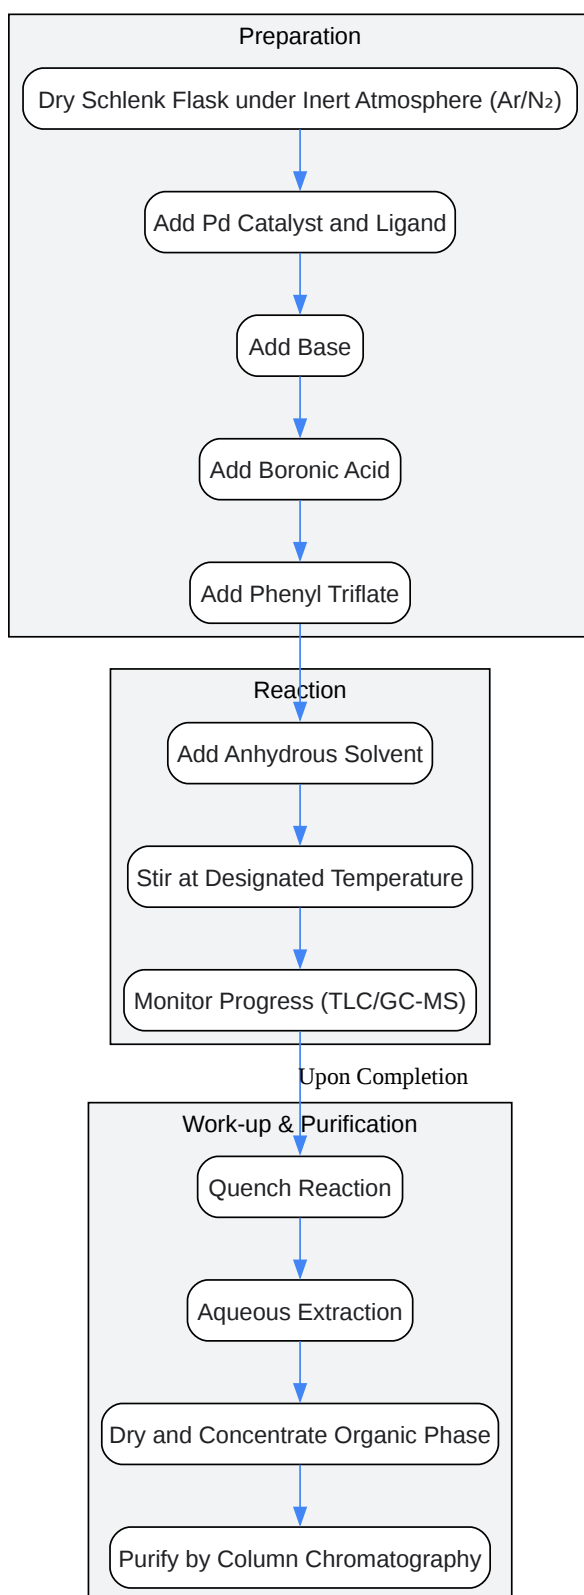 Preparation
Dry Schlenk Flask under Inert Atmosphere (Ar/N₂)
Add Pd Catalyst and Ligand
Add Base
Add Boronic Acid
Add Phenyl Triflate
Reaction
Add Anhydrous Solvent
Stir at Designated Temperature
Monitor Progress (TLC/GC-MS)
Upon Completion
Work-up & Purification
Quench Reaction
Aqueous Extraction
Dry and Concentrate Organic Phase
Purify by Column Chromatography